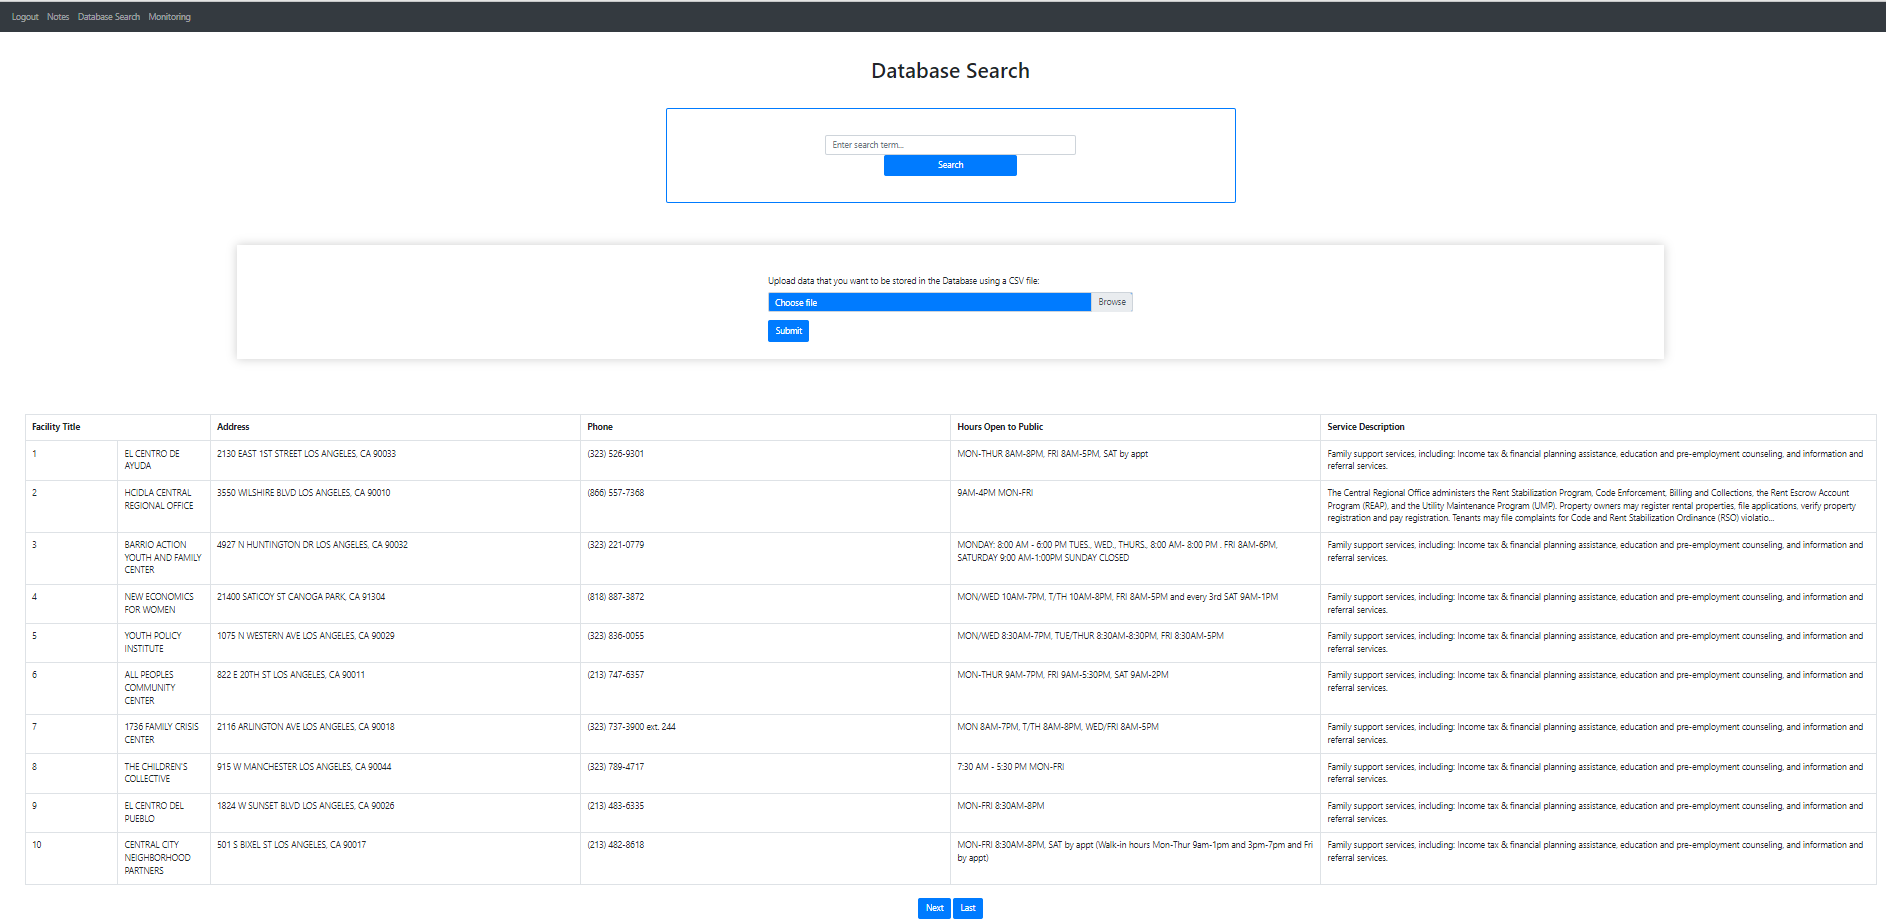 Logout Notes Database Search Monitoring
Database Search
Enter search term...
Search
Upload data that you want to be stored in the Database using a CSV file:
Choose file Browse
Submit
Facility Title Address Phone Hours Open to Public Service Description
1 EL CENTRO DE 2130 EAST 1ST STREET LOS ANGELES, CA 90033 (323) 526-9301 MON-THUR 8AM-8PM, FRI 8AM-5PM, SAT by appt Family support services, including: Income tax & financial planning assistance, education and pre-employment counseling, and information and
AYUDA referral services.
2 HCIDLA CENTRAL 3550 WILSHIRE BLVD LOS ANGELES, CA 90010 (866) 557-7368 9AM-4PM MON-FRI The Central Regional Office administers the Rent Stabilization Program, Code Enforcement, Billing and Collections, the Rent Escrow Account
REGIONAL OFFICE Program (REAP), and the Utility Maintenance Program (UMP). Property owners may register rental properties, file applications, verify property
registration and pay registration. Tenants may file complaints for Code and Rent Stabilization Ordinance (RSO) violatio...
3 BARRIO ACTION 4927 N HUNTINGTON DR LOS ANGELES, CA 90032 (323) 221-0779 MONDAY: 8:00 AM - 6:00 PM TUES., WED., THURS., 8:00 AM- 8:00 PM . FRI 8AM-6PM, Family support services, including: Income tax & financial planning assistance, education and pre-employment counseling, and information and
YOUTH AND FAMILY SATURDAY 9:00 AM-1:00PM SUNDAY CLOSED referral services.
CENTER
4 NEW ECONOMICS 21400 SATICOY ST CANOGA PARK, CA 91304 (818) 887-3872 MON/WED 10AM-7PM, T/TH 10AM-8PM, FRI 8AM-5PM and every 3rd SAT 9AM-1PM Family support services, including: Income tax & financial planning assistance, education and pre-employment counseling, and information and
FOR WOMEN referral services.
5 YOUTH POLICY 1075 N WESTERN AVE LOS ANGELES, CA 90029 (323) 836-0055 MON/WED 8:30AM-7PM, TUE/THUR 8:30AM-8:30PM, FRI 8:30AM-5PM Family support services, including: Income tax & financial planning assistance, education and pre-employment counseling, and information and
INSTITUTE referral services.
6 ALL PEOPLES 822 E 20TH ST LOS ANGELES, CA 90011 (213) 747-6357 MON-THUR 9AM-7PM, FRI 9AM-5:30PM, SAT 9AM-2PM Family support services, including: Income tax & financial planning assistance, education and pre-employment counseling, and information and
COMMUNITY referral services.
CENTER
7 1736 FAMILY CRISIS 2116 ARLINGTON AVE LOS ANGELES, CA 90018 (323) 737-3900 ext. 244 MON 8AM-7PM, T/TH 8AM-8PM, WED/FRI 8AM-5PM Family support services, including: Income tax & financial planning assistance, education and pre-employment counseling, and information and
CENTER referral services.
8 THE CHILDREN'S 915 W MANCHESTER LOS ANGELES, CA 90044 (323) 789-4717 7:30 AM - 5:30 PM MON-FRI Family support services, including: Income tax & financial planning assistance, education and pre-employment counseling, and information and
COLLECTIVE referral services.
9 EL CENTRO DEL 1824 W SUNSET BLVD LOS ANGELES, CA 90026 (213) 483-6335 MON-FRI 8:30AM-8PM Family support services, including: Income tax & financial planning assistance, education and pre-employment counseling, and information and
PUEBLO referral services.
10 CENTRAL CITY 501 S BIXEL ST LOS ANGELES, CA 90017 (213) 482-8618 MON-FRI 8:30AM-8PM, SAT by appt (Walk-in hours Mon-Thur 9am-1pm and 3pm-7pm and Fri Family support services, including: Income tax & financial planning assistance, education and pre-employment counseling, and information and
NEIGHBORHOOD by appt) referral services.
PARTNERS
Next Last